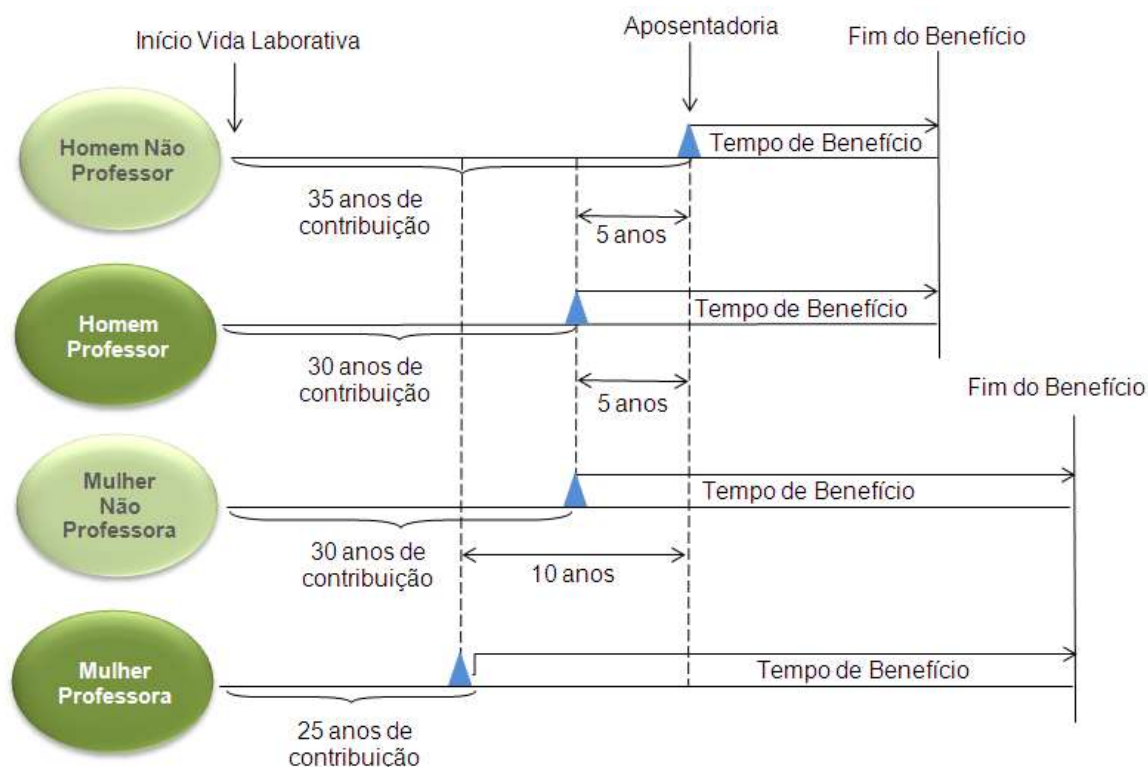 Início Vida Laborativa
Aposentadoria
Fim do Benefício
Homem Não
Professor
Tempo de Benefício
35 anos de
contribuição
5 anos
Homem
Professor
Tempo de Benefício
30 anos de
contribuição
5 anos
Fim do Benefício
Mulher
Não
Professora
Tempo de Benefício
30 anos de
contribuição
10 anos
Mulher
Professora
Tempo de Benefício
25 anos de
contribuição